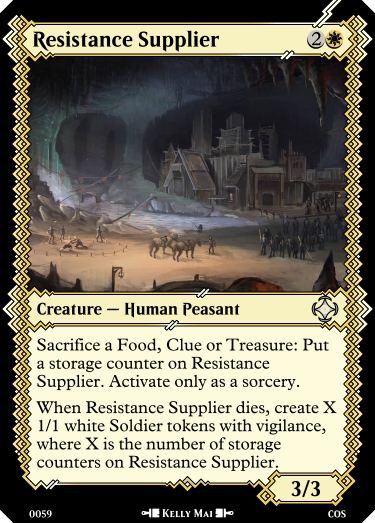 Resistance Supplier 2
Creature — Human Peasant
Sacrifice a Food, Clue or Treasure: Put
a storage counter on Resistance
Supplier. Activate only as a sorcery.
When Resistance Supplier dies, create X
1/1 white Soldier tokens with vigilance,
where X is the number of storage
counters on Resistance Supplier.
3/3
0059 Kelly Mai COS